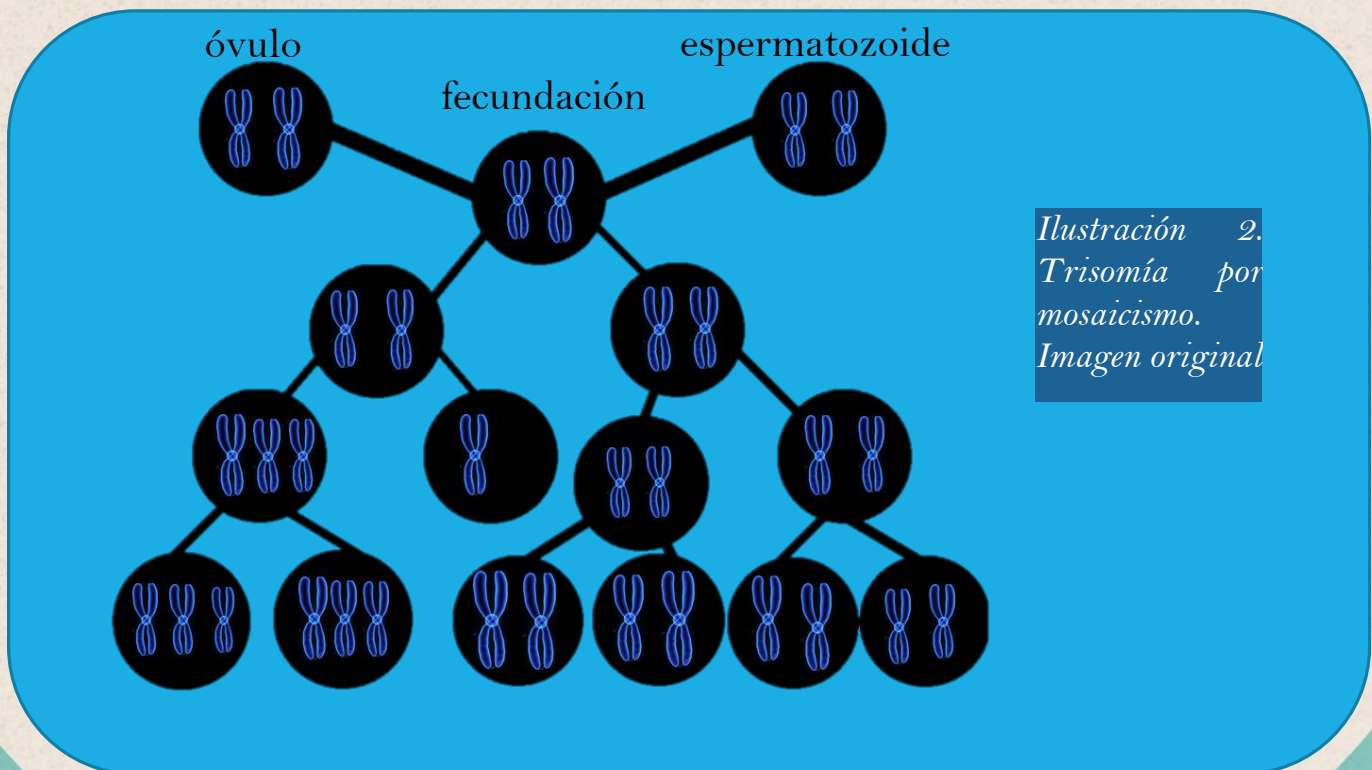 óvulo
espermatozoide
fecundación
Ilustración 2.
Trisomía por
mosaicismo.
Imagen original